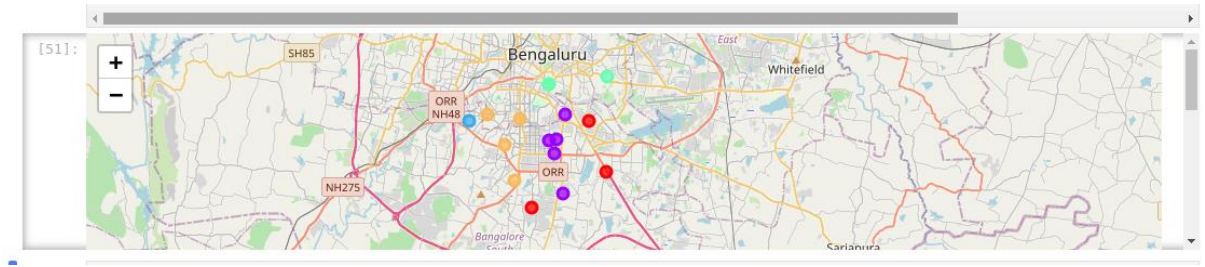 [51]:
+
−
SH85
Bengaluru
East
Whitefield
ORR
NH48
ORR
NH275
Bangalore
South
Sarjapura